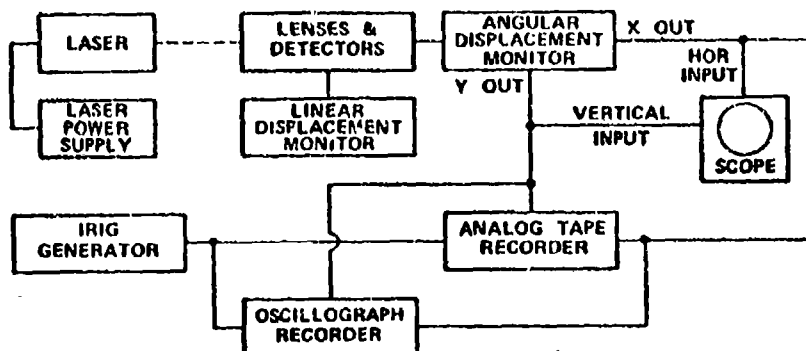 LASER
LENSES &
DETECTORS
ANGULAR
DISPLACEMENT
MONITOR
X OUT
HOR
INPUT
Y OUT
LASER
POWER
SUPPLY
LINEAR
DISPLACEMENT
MONITOR
VERTICAL
INPUT
SCOPE
IRIG
GENERATOR
ANALOG TAPE
RECORDER
OSCILLOGRAPH
RECORDER